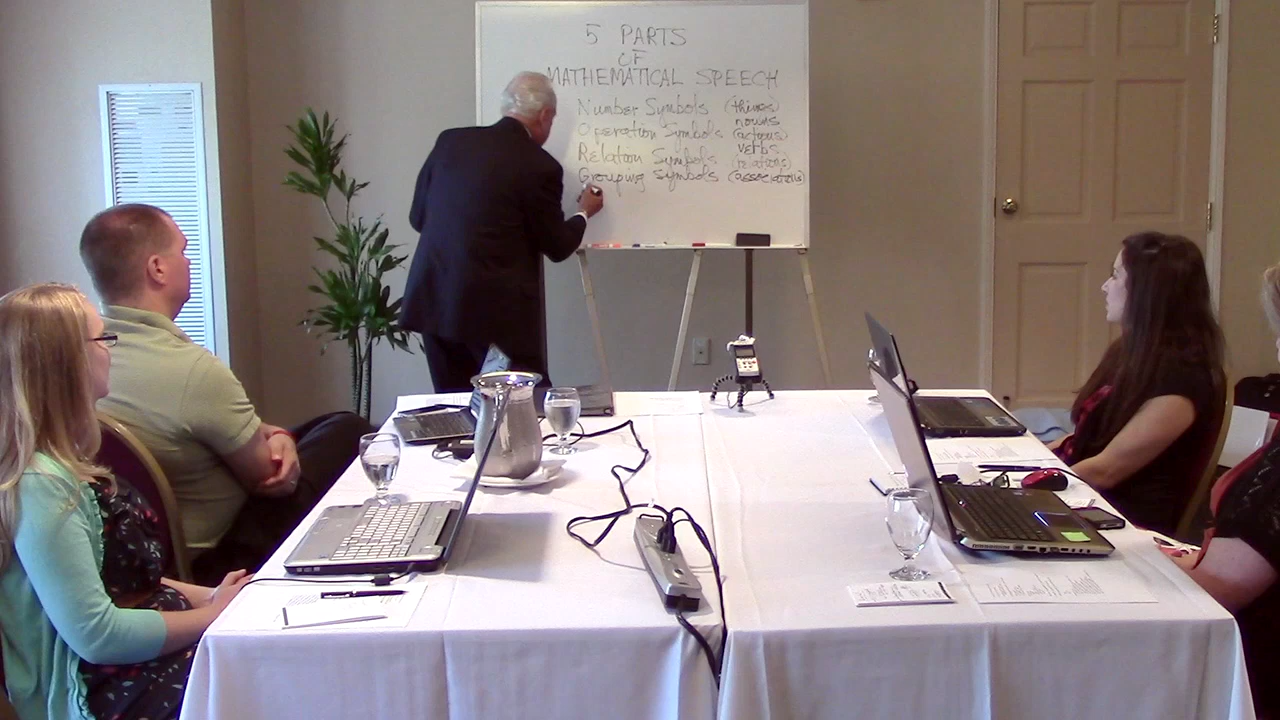 5 PARTS
OF
MATHEMATICAL SPEECH
Number Symbols (things)
nouns
Operation Symbols (actions)
verbs
Relation Symbols (relations)
Grouping Symbols (associations)